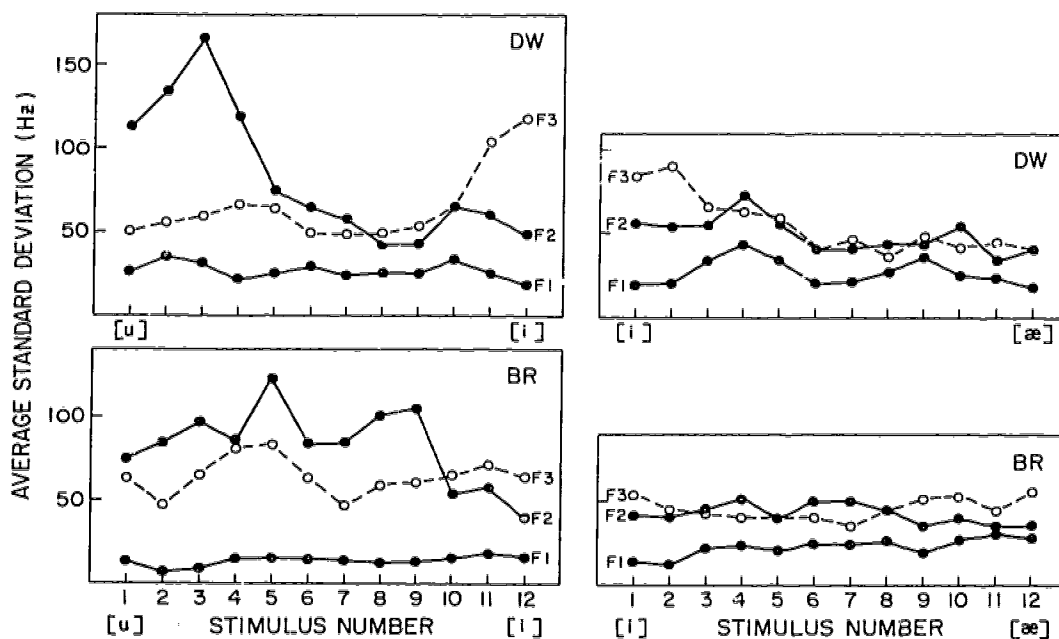 AVERAGE STANDARD DEVIATION (Hz)
150
100
50
DW
F3
F2
F1
[u] [i]
DW
F3
F2
F1
[i] [æ]
100
50
BR
F3
F2
F1
1 2 3 4 5 6 7 8 9 10 11 12
[u] STIMULUS NUMBER [i]
BR
F3
F2
F1
1 2 3 4 5 6 7 8 9 10 11 12
[i] STIMULUS NUMBER [æ]